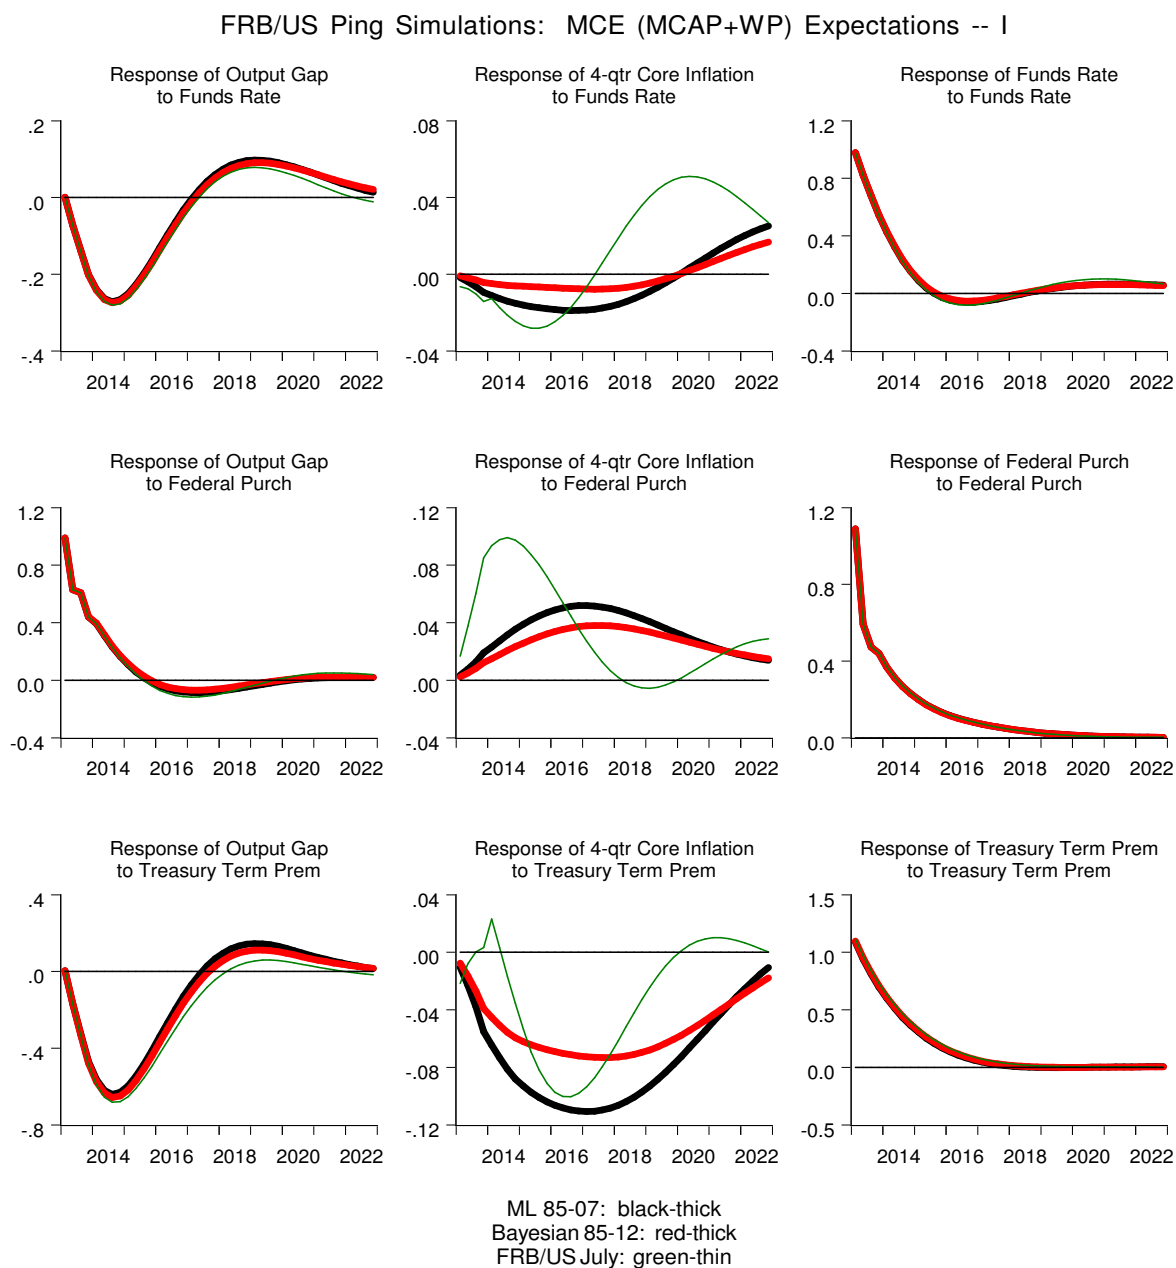 FRB/US Ping Simulations: MCE (MCAP+WP) Expectations -- I
Response of Output Gap
to Funds Rate
.2
.0
-.2
-.4
2014 2016 2018 2020 2022
Response of 4-qtr Core Inflation
to Funds Rate
.08
.04
.00
-.04
2014 2016 2018 2020 2022
Response of Funds Rate
to Funds Rate
1.2
0.8
0.4
0.0
-0.4
2014 2016 2018 2020 2022
Response of Output Gap
to Federal Purch
1.2
0.8
0.4
0.0
-0.4
2014 2016 2018 2020 2022
Response of 4-qtr Core Inflation
to Federal Purch
.12
.08
.04
.00
-.04
2014 2016 2018 2020 2022
Response of Federal Purch
to Federal Purch
1.2
0.8
0.4
0.0
2014 2016 2018 2020 2022
Response of Output Gap
to Treasury Term Prem
.4
.0
-.4
-.8
2014 2016 2018 2020 2022
Response of 4-qtr Core Inflation
to Treasury Term Prem
.04
.00
-.04
-.08
-.12
2014 2016 2018 2020 2022
Response of Treasury Term Prem
to Treasury Term Prem
1.5
1.0
0.5
0.0
-0.5
2014 2016 2018 2020 2022
ML 85-07: black-thick
Bayesian 85-12: red-thick
FRB/US July: green-thin